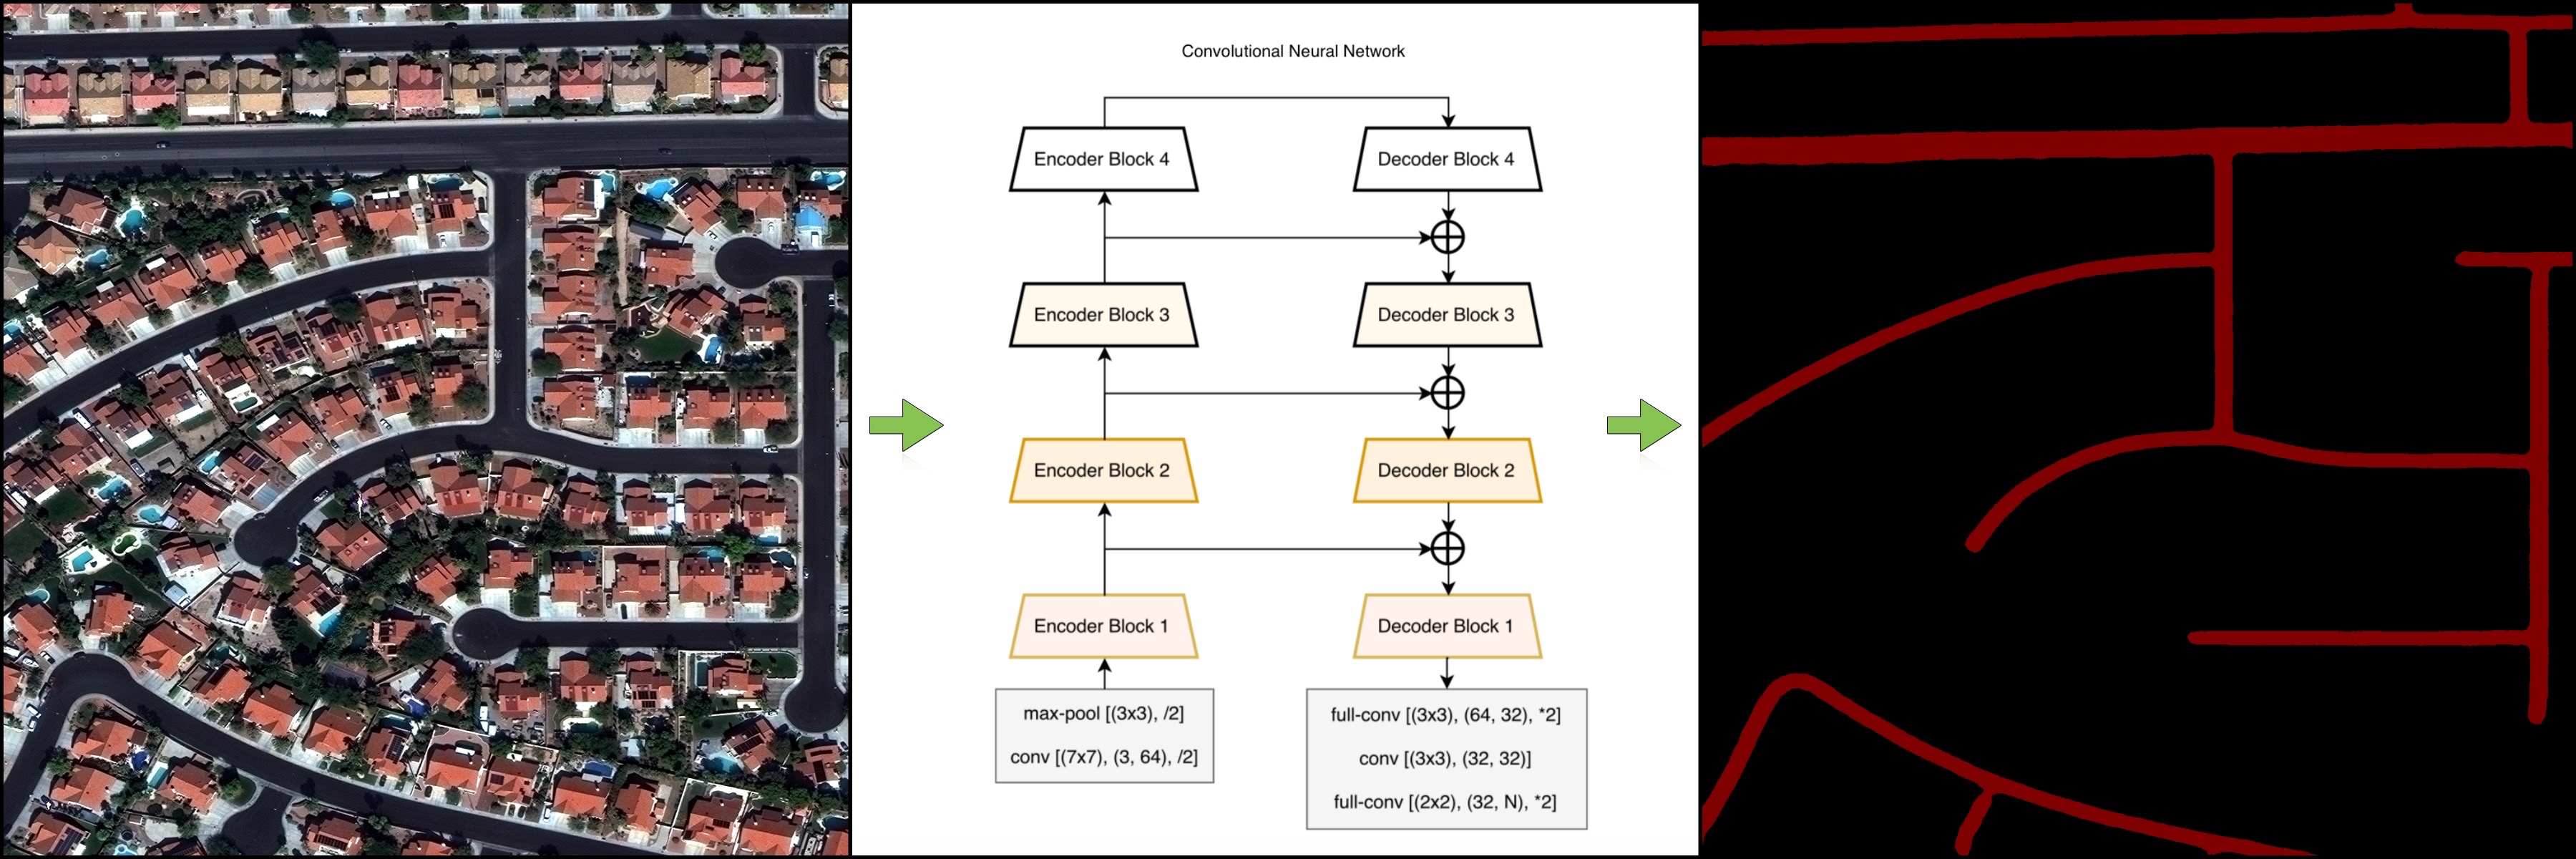 Convolutional Neural Network
Encoder Block 4
Decoder Block 4
Encoder Block 3
Decoder Block 3
Encoder Block 2
Decoder Block 2
Encoder Block 1
Decoder Block 1
max-pool [(3x3), /2]
conv [(7x7), (3, 64), /2]
full-conv [(3x3), (64, 32), *2]
conv [(3x3), (32, 32)]
full-conv [(2x2), (32, N), *2]